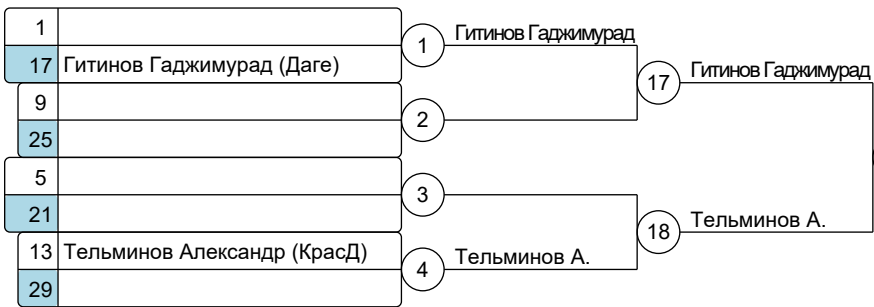 1
17 Гитинов Гаджимурад (Даге)
9
25
5
21
13 Тельминов Александр (КрасД)
29
1 Гитинов Гаджимурад
2
3
4 Тельминов А.
17 Гитинов Гаджимурад
18 Тельминов А.